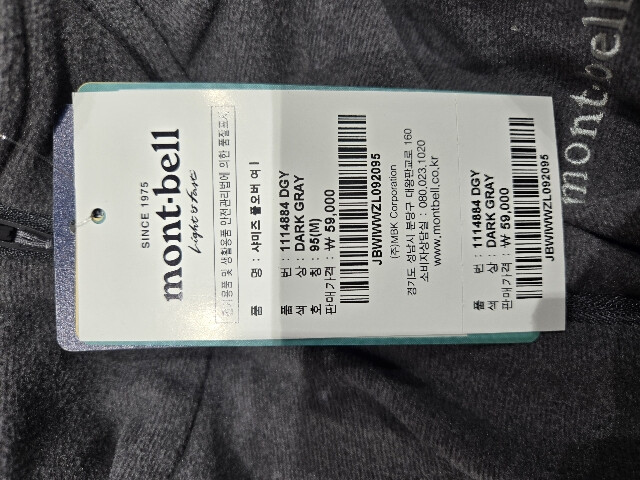 SINCE 1975
mont-bell
Light & Fast
전기용품 및 생활용품 안전관리법에 의한 품질표시
품 명 : 샤미즈 풀오버 여 I
품 번 : 1114884 DGY
색 상 : DARK GRAY
호 칭 : 95(M)
판매가격 : ₩ 59,000
JBWIWWZL092095
(주)MBK Corporation
경기도 성남시 분당구 대왕판교로 160
소비자상담실 : 080.023.1020
www.montbell.co.kr
품 번 : 1114884 DGY
색 상 : DARK GRAY
판매가격 : ₩ 59,000
JBWIWWZL092095
mont-bell